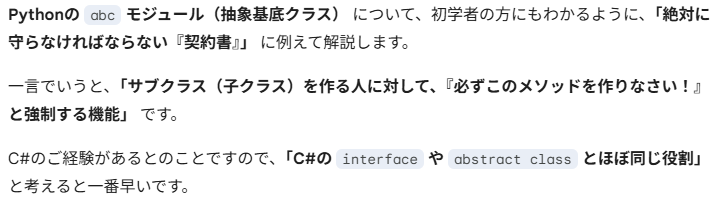 Pythonの abc モジュール（抽象基底クラス） について、初学者の方にもわかるように、「絶対に
守らなければならない『契約書』」 に例えて解説します。
一言でいうと、「サブクラス（子クラス）を作る人に対して、『必ずこのメソッドを作りなさい！』
と強制する機能」 です。
C#のご経験があるとのことですので、「C#の interface や abstract class とほぼ同じ役割」
と考えると一番早いです。